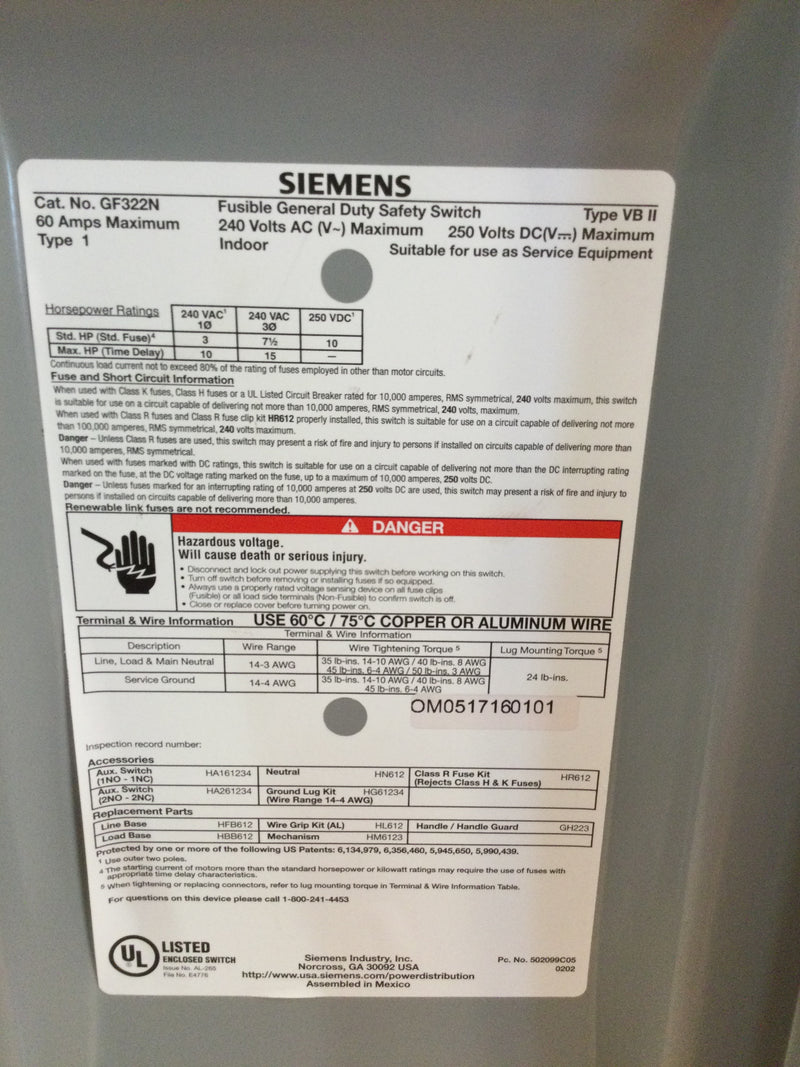 SIEMENS
Cat. No. GF322N Fusible General Duty Safety Switch Type VB II
60 Amps Maximum 240 Volts AC (V~) Maximum 250 Volts DC(V⎓) Maximum
Type 1 Indoor Suitable for use as Service Equipment
Horsepower Ratings 240 VAC¹ 240 VAC 250 VDC¹
1Ø 3Ø
Std. HP (Std. Fuse)⁴ 3 7½ 10
Max. HP (Time Delay) 10 15 —
Continuous load current not to exceed 80% of the rating of fuses employed in other than motor circuits.
Fuse and Short Circuit Information
When used with Class K fuses, Class H fuses or a UL Listed Circuit Breaker rated for 10,000 amperes, RMS symmetrical, 240 volts maximum, this switch
is suitable for use on a circuit capable of delivering not more than 10,000 amperes, RMS symmetrical, 240 volts, maximum.
When used with Class R fuses and Class R fuse clip kit HR612 properly installed, this switch is suitable for use on a circuit capable of delivering not more
than 100,000 amperes, RMS symmetrical, 240 volts maximum.
Danger – Unless Class R fuses are used, this switch may present a risk of fire and injury to persons if installed on circuits capable of delivering more than
10,000 amperes, RMS symmetrical.
When used with fuses marked with DC ratings, this switch is suitable for use on a circuit capable of delivering not more than the DC interrupting rating
marked on the fuse, at the DC voltage rating marked on the fuse, up to a maximum of 10,000 amperes, 250 volts DC.
Danger – Unless fuses marked for an interrupting rating of 10,000 amperes at 250 volts DC are used, this switch may present a risk of fire and injury to
persons if installed on circuits capable of delivering more than 10,000 amperes.
Renewable link fuses are not recommended.
DANGER
Hazardous voltage.
Will cause death or serious injury.
• Disconnect and lock out power supplying this switch before working on this switch.
• Turn off switch before removing or installing fuses if so equipped.
• Always use a properly rated voltage sensing device on all fuse clips
(Fusible) or all load side terminals (Non-Fusible) to confirm switch is off.
• Close or replace cover before turning power on.
Terminal & Wire Information USE 60°C / 75°C COPPER OR ALUMINUM WIRE
Terminal & Wire Information
Description Wire Range Wire Tightening Torque ⁵ Lug Mounting Torque ⁵
Line, Load & Main Neutral 14-3 AWG 35 lb-ins. 14-10 AWG / 40 lb-ins. 8 AWG
45 lb-ins. 6-4 AWG / 50 lb-ins. 3 AWG 24 lb-ins.
Service Ground 14-4 AWG 35 lb-ins. 14-10 AWG / 40 lb-ins. 8 AWG
45 lb-ins. 6-4 AWG
OM0517160101
Inspection record number:
Accessories
Aux. Switch HA161234 Neutral HN612 Class R Fuse Kit HR612
(1NO - 1NC) (Rejects Class H & K Fuses)
Aux. Switch HA261234 Ground Lug Kit HG61234
(2NO - 2NC) (Wire Range 14-4 AWG)
Replacement Parts
Line Base HFB612 Wire Grip Kit (AL) HL612 Handle / Handle Guard GH223
Load Base HBB612 Mechanism HM6123
Protected by one or more of the following US Patents: 6,134,979, 6,356,460, 5,945,650, 5,990,439.
¹ Use outer two poles.
⁴ The starting current of motors more than the standard horsepower or kilowatt ratings may require the use of fuses with
appropriate time delay characteristics.
⁵ When tightening or replacing connectors, refer to lug mounting torque in Terminal & Wire Information Table.
For questions on this device please call 1-800-241-4453
UL LISTED
ENCLOSED SWITCH
Issue No. AL-265
File No. E4776
Siemens Industry, Inc.
Norcross, GA 30092 USA
http://www.usa.siemens.com/powerdistribution
Assembled in Mexico
Pc. No. 502099C05
0202